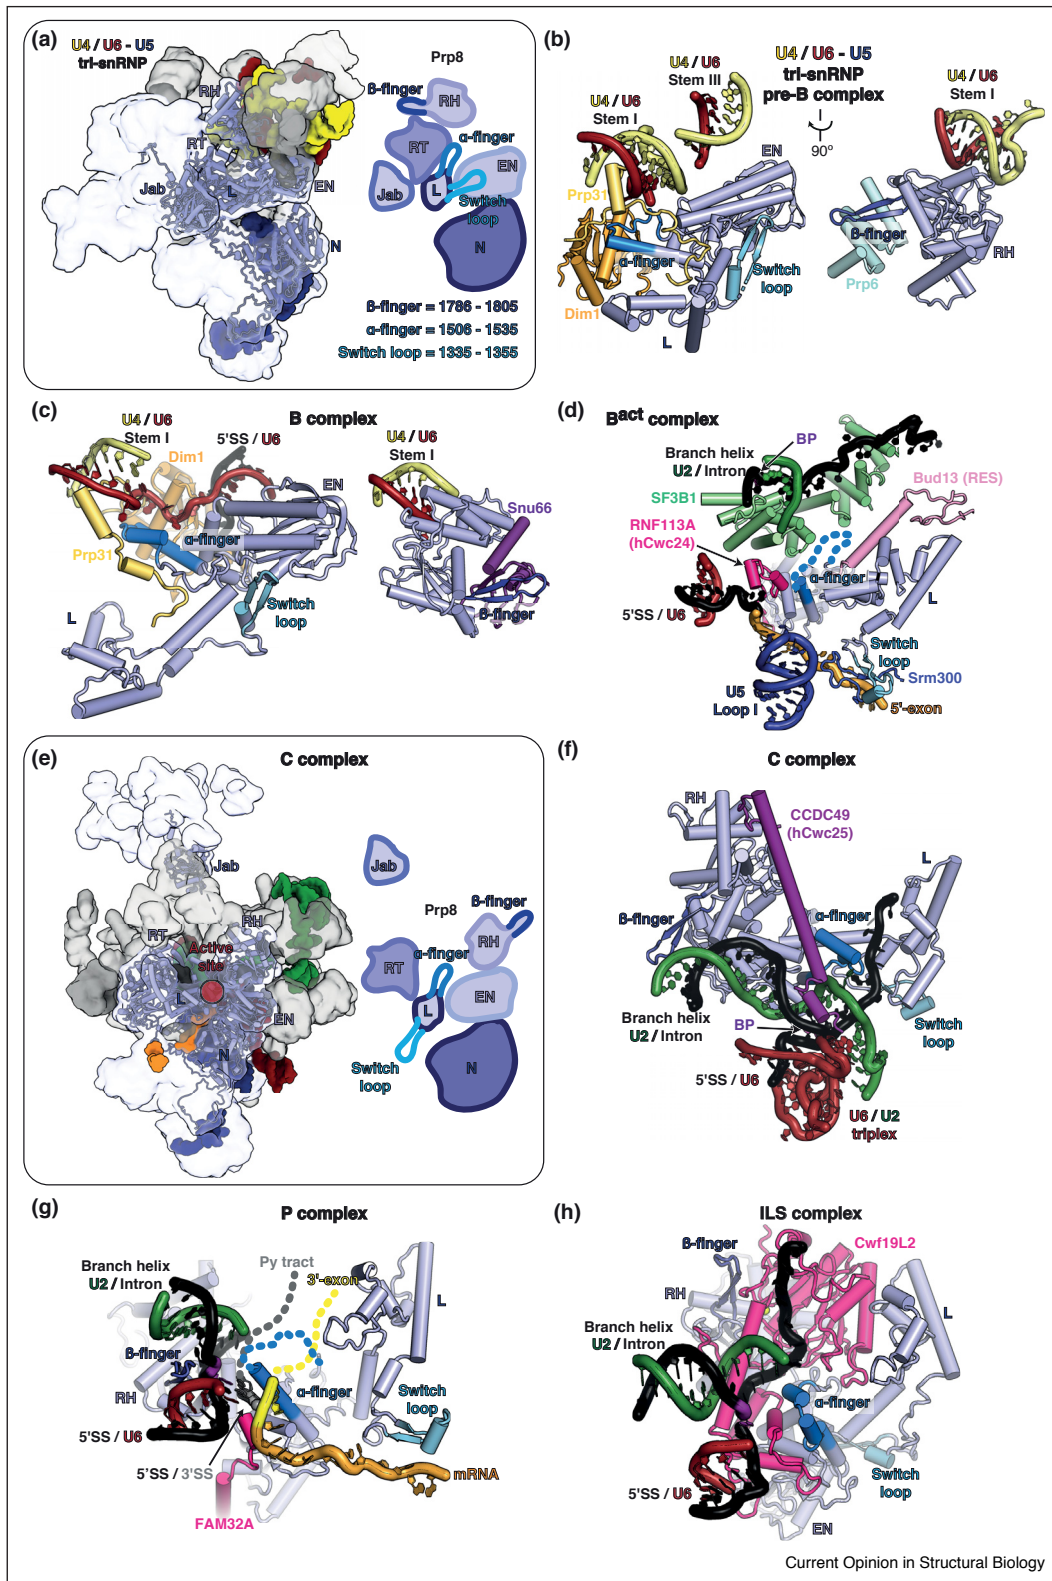 (a)
U4 / U6 - U5
tri-snRNP
RH
RT
Jab
L
EN
N
Prp8
ß-finger
RH
α-finger
RT
EN
Jab
L
Switch
loop
N
ß-finger = 1786 - 1805
α-finger = 1506 - 1535
Switch loop = 1335 - 1355
(b)
U4 / U6
Stem III
U4 / U6 - U5
tri-snRNP
pre-B complex
90º
U4 / U6
Stem I
EN
Prp31
α-finger
Switch
loop
Dim1
L
U4 / U6
Stem I
ß-finger
Prp6
RH
(c)
B complex
U4 / U6
Stem I
5'SS / U6
Dim1
EN
Prp31
α-finger
L
Switch
loop
U4 / U6
Stem I
Snu66
ß-finger
(d)
Bact complex
BP
Branch helix
U2 / Intron
SF3B1
Bud13 (RES)
RNF113A
(hCwc24)
α-finger
L
5'SS / U6
Switch
loop
Srm300
U5
Loop I
5'-exon
(e)
C complex
Jab
RT
RH
Active
site
L
EN
N
Jab
Prp8
ß-finger
RH
α-finger
RT
EN
L
Switch
loop
N
(f)
C complex
RH
CCDC49
(hCwc25)
L
ß-finger
α-finger
Branch helix
U2 / Intron
BP
Switch
loop
5'SS / U6
U6 / U2
triplex
(g)
P complex
Branch helix
U2 / Intron
Py tract
3'-exon
L
ß-finger
RH
α-finger
Switch
loop
5'SS / U6
5'SS / 3'SS
mRNA
FAM32A
(h)
ILS complex
ß-finger
Cwf19L2
RH
L
Branch helix
U2 / Intron
α-finger
Switch
loop
5'SS / U6
EN
Current Opinion in Structural Biology